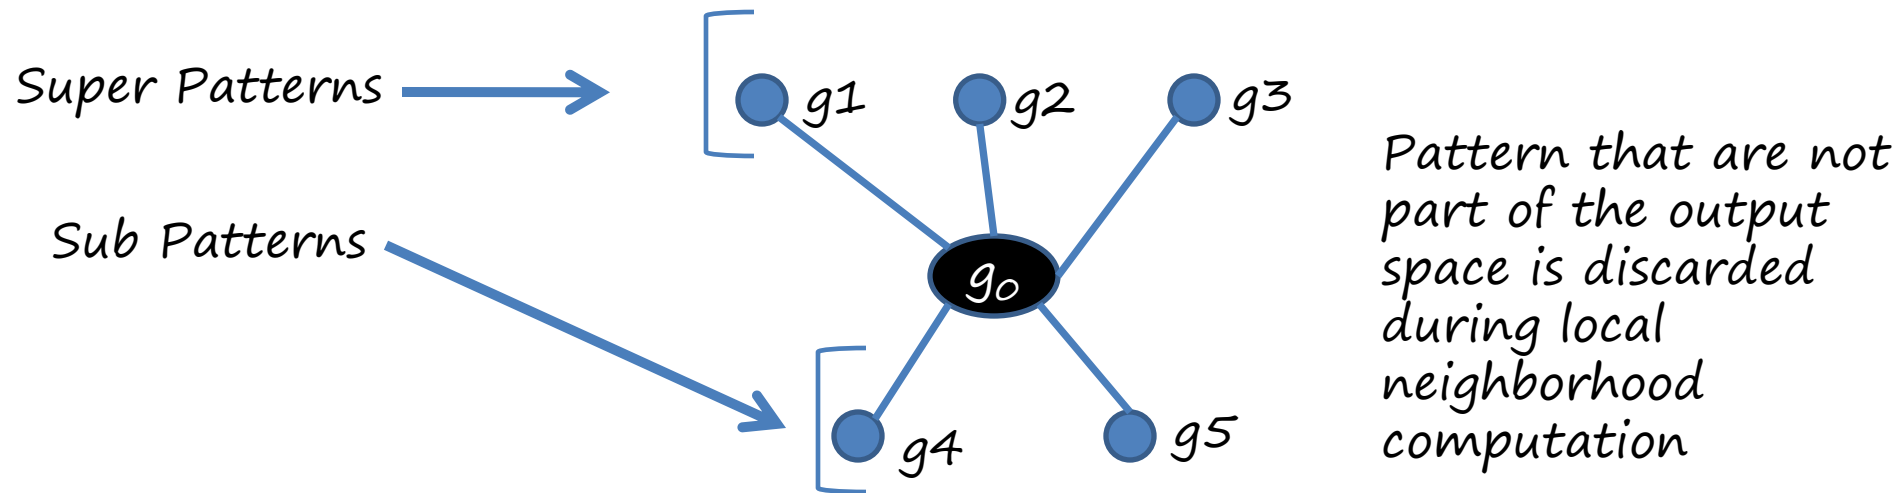 Super Patterns
g1
g2
g3
Sub Patterns
g0
g4
g5
Pattern that are not
part of the output
space is discarded
during local
neighborhood
computation